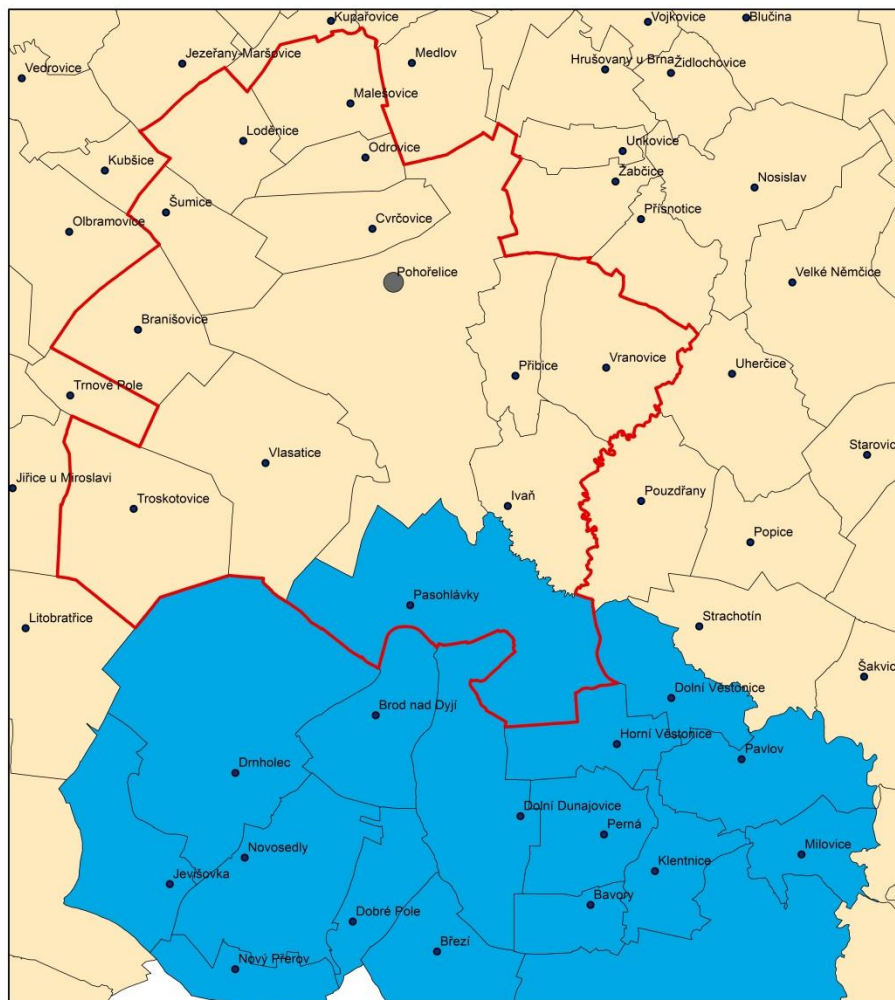 Kupařovice
Vojkovice
Blučina
Vedrovice
Jezeřany-Maršovice
Medlov
Hrušovany u Brna
Židlochovice
Malešovice
Loděnice
Unkovice
Odrovice
Kubšice
Žabčice
Nosislav
Šumice
Přísnotice
Olbramovice
Cvrčovice
Pohořelice
Velké Němčice
Branišovice
Přibice
Vranovice
Uherčice
Trnové Pole
Starovic
Vlasatice
Jiřice u Miroslavi
Troskotovice
Ivaň
Pouzdřany
Popice
Pasohlávky
Litobratřice
Strachotín
Šakvic
Dolní Věstonice
Brod nad Dyjí
Horní Věstonice
Pavlov
Drnholec
Dolní Dunajovice
Perná
Milovice
Novosedly
Klentnice
Jevišovka
Bavory
Dobré Pole
Březí
Nový Přerov